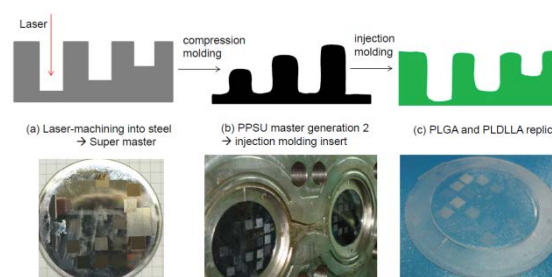 Laser
compression
molding
injection
molding
(a) Laser-machining into steel
→ Super master
(b) PPSU master generation 2
→ injection molding insert
(c) PLGA and PLDLLA replic